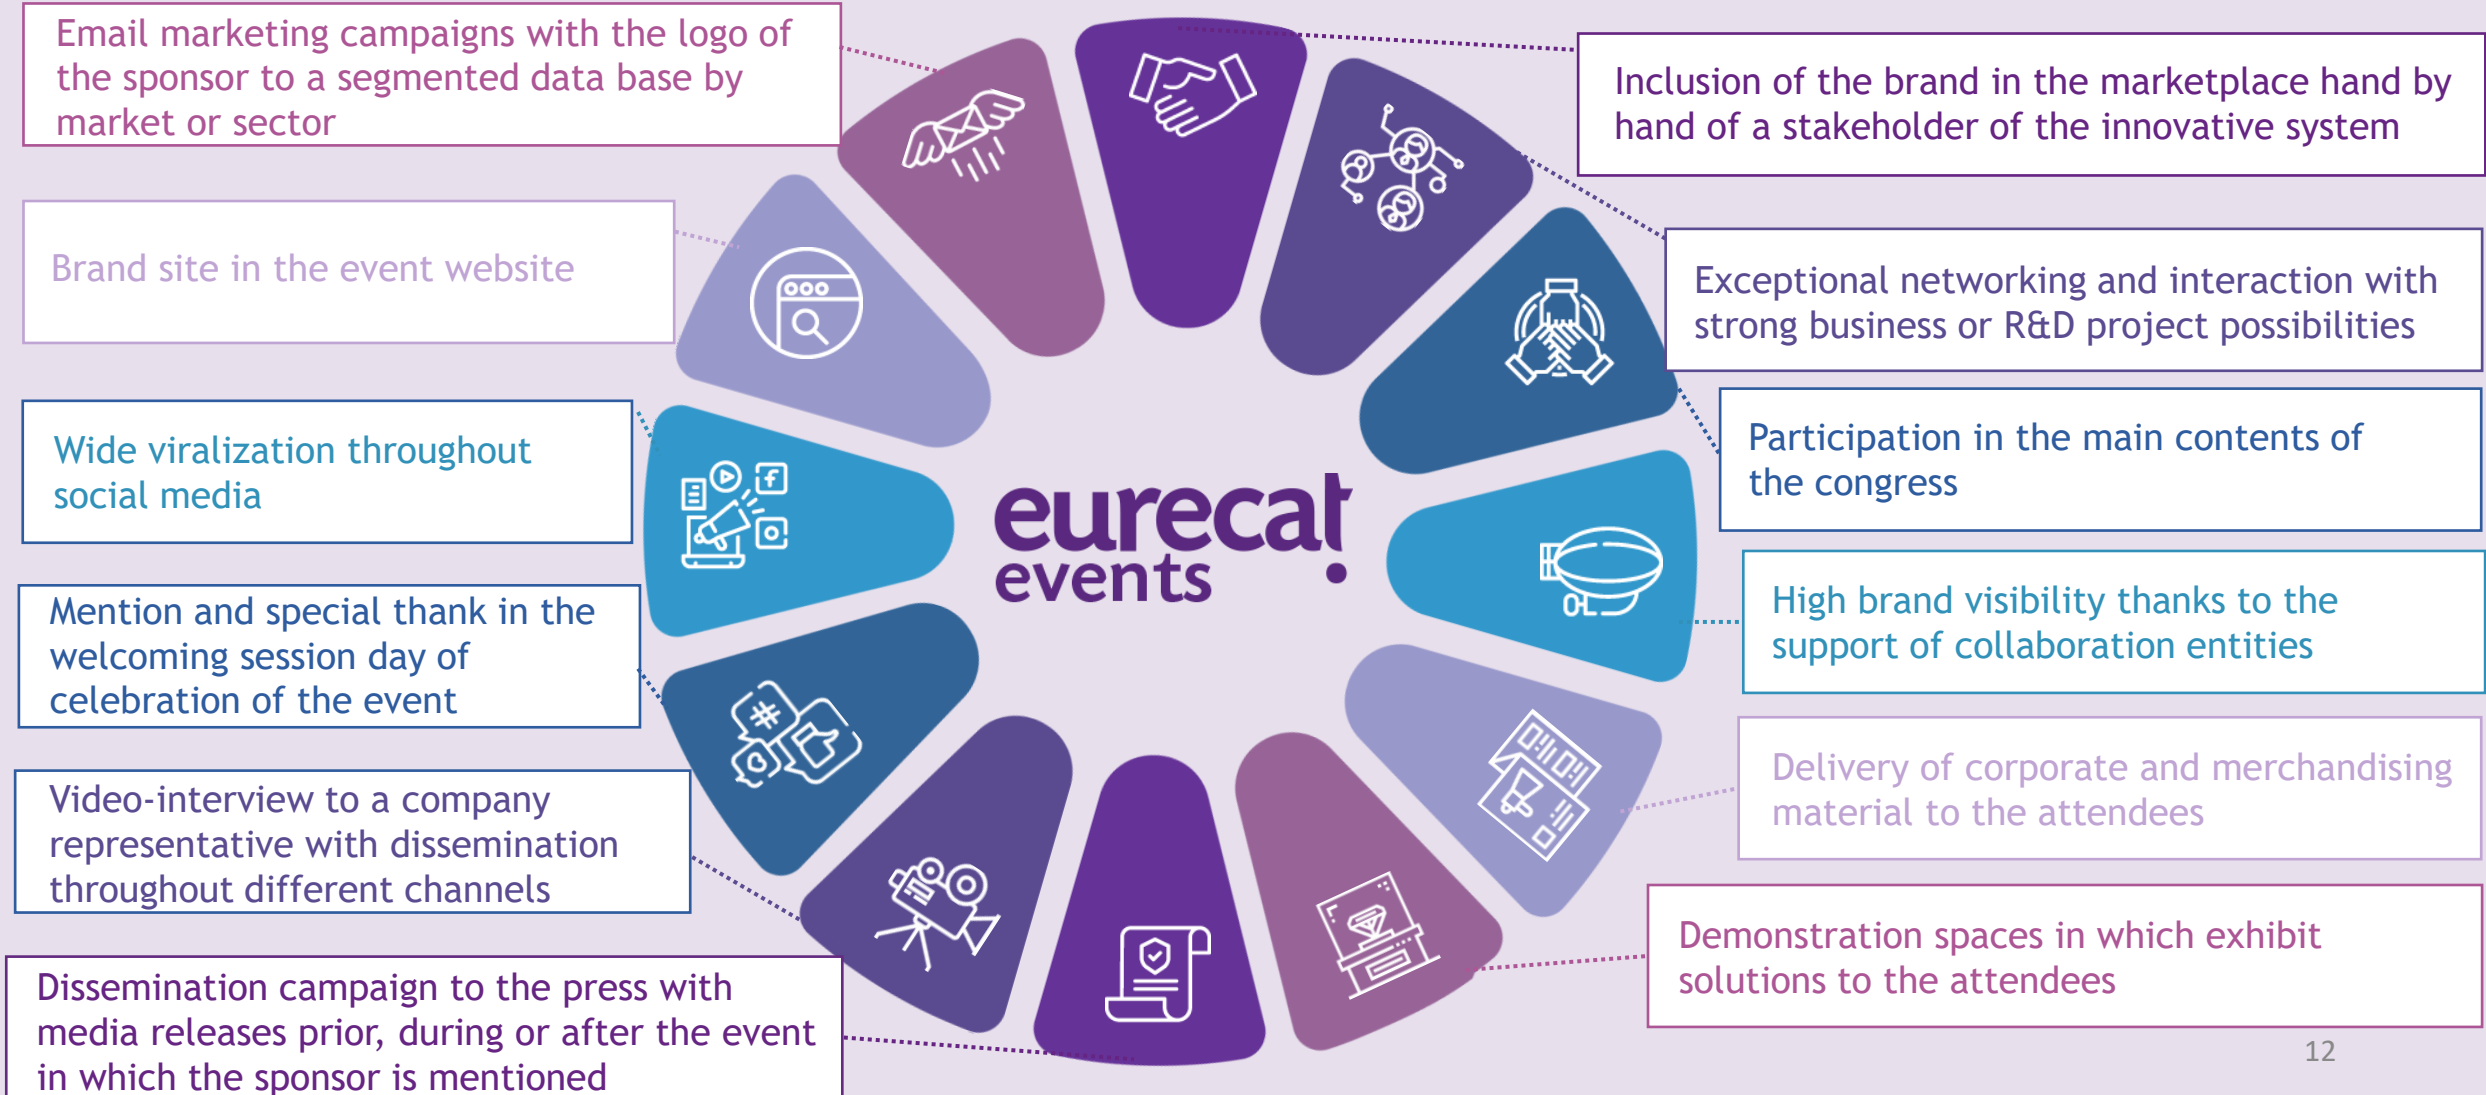 Email marketing campaigns with the logo of
the sponsor to a segmented data base by
market or sector
Brand site in the event website
Wide viralization throughout
social media
Mention and special thank in the
welcoming session day of
celebration of the event
Video-interview to a company
representative with dissemination
throughout different channels
Dissemination campaign to the press with
media releases prior, during or after the event
in which the sponsor is mentioned
eurecat
events
Inclusion of the brand in the marketplace hand by
hand of a stakeholder of the innovative system
Exceptional networking and interaction with
strong business or R&D project possibilities
Participation in the main contents of
the congress
High brand visibility thanks to the
support of collaboration entities
Delivery of corporate and merchandising
material to the attendees
Demonstration spaces in which exhibit
solutions to the attendees
12